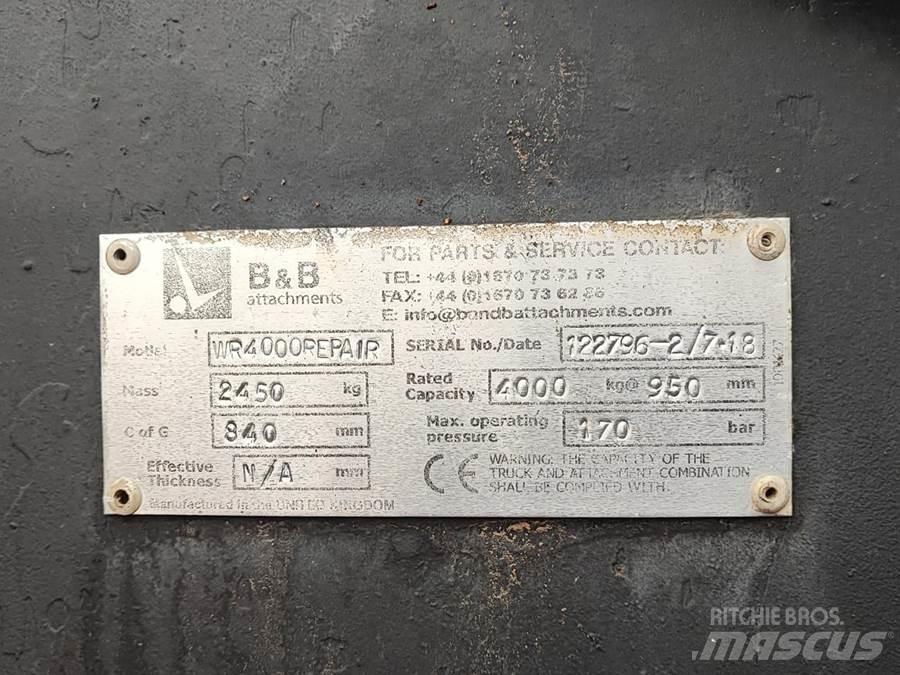 B & B
attachments
FOR PARTS & SERVICE CONTACT:
TEL: +44 (0)1670 73 73 73
FAX: +44 (0)1670 73 62 86
E: info@bandbattachments.com
Model WR4000REPAIR
SERIAL No./Date 122796-2/7.18
Mass 2450 kg
Rated Capacity 4000 kg@ 950 mm
C of G 840 mm
Max. operating pressure 170 bar
Effective Thickness N/A mm
CE
WARNING: THE CAPACITY OF THE
TRUCK AND ATTACHMENT COMBINATION
SHALL BE COMPLIED WITH.
Manufactured in the UNITED KINGDOM
RITCHIE BROS.
MASCUS